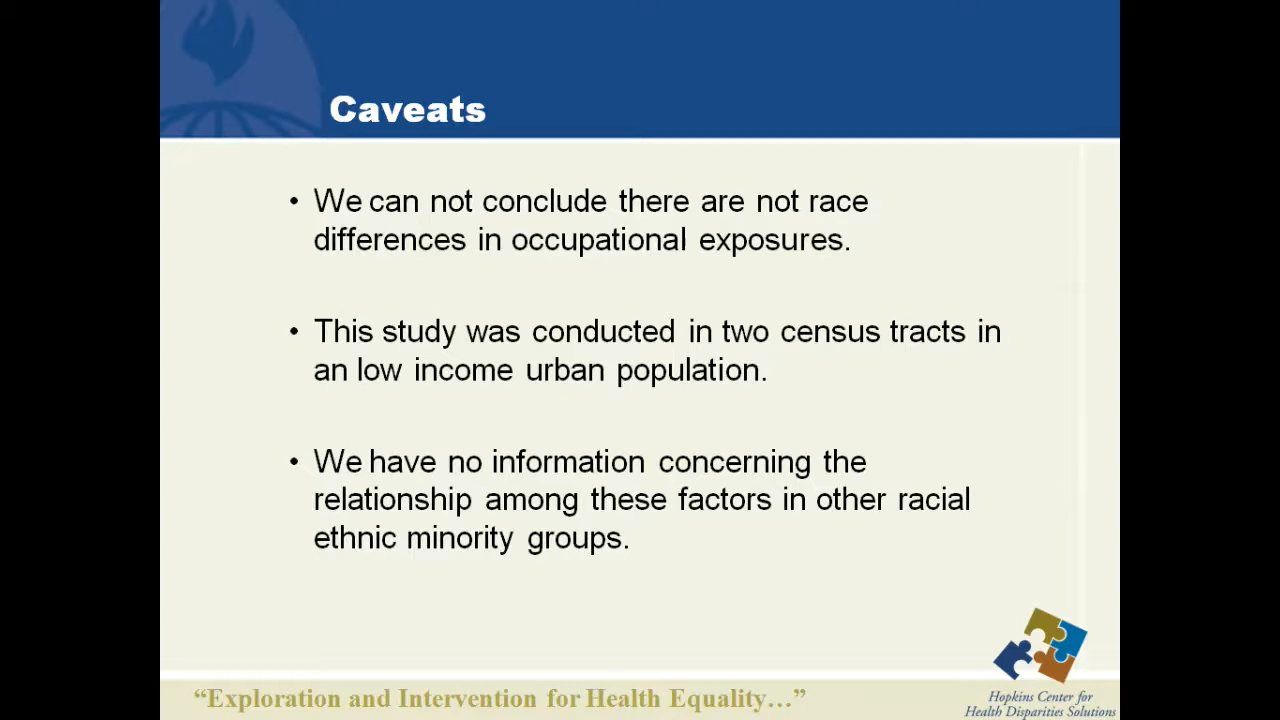 Caveats
• We can not conclude there are not race
differences in occupational exposures.
• This study was conducted in two census tracts in
an low income urban population.
• We have no information concerning the
relationship among these factors in other racial
ethnic minority groups.
“Exploration and Intervention for Health Equality…”
Hopkins Center for
Health Disparities Solutions